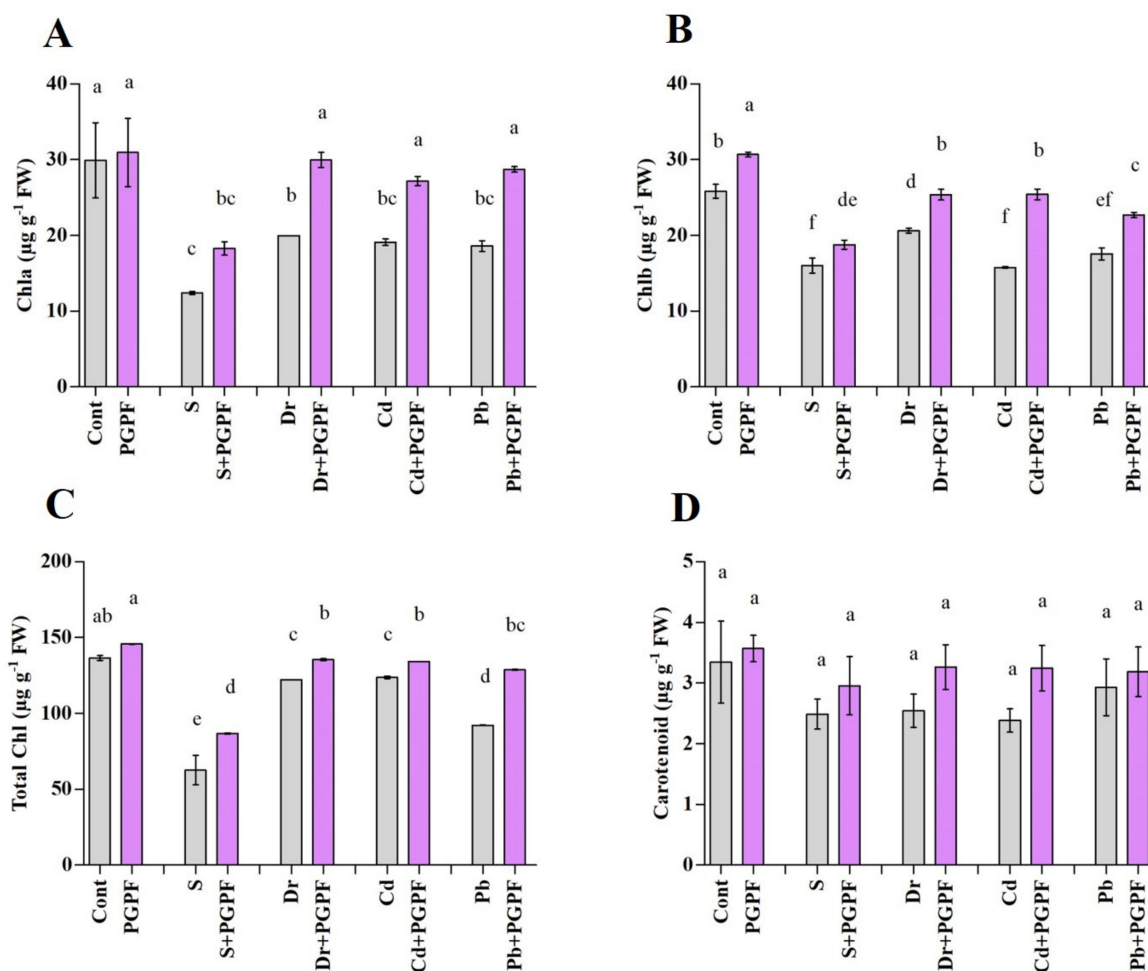 A
Chla (µg g⁻¹ FW)
40
30
20
10
0
a
a
c
bc
b
a
bc
a
bc
a
Cont
PGPF
S
S+PGPF
Dr
Dr+PGPF
Cd
Cd+PGPF
Pb
Pb+PGPF
B
Chlb (µg g⁻¹ FW)
40
30
20
10
0
b
a
f
de
d
b
f
b
ef
c
Cont
PGPF
S
S+PGPF
Dr
Dr+PGPF
Cd
Cd+PGPF
Pb
Pb+PGPF
C
Total Chl (µg g⁻¹ FW)
200
150
100
50
0
ab
a
e
d
c
b
c
b
d
bc
Cont
PGPF
S
S+PGPF
Dr
Dr+PGPF
Cd
Cd+PGPF
Pb
Pb+PGPF
D
Carotenoid (µg g⁻¹ FW)
5
4
3
2
1
0
a
a
a
a
a
a
a
a
a
a
Cont
PGPF
S
S+PGPF
Dr
Dr+PGPF
Cd
Cd+PGPF
Pb
Pb+PGPF